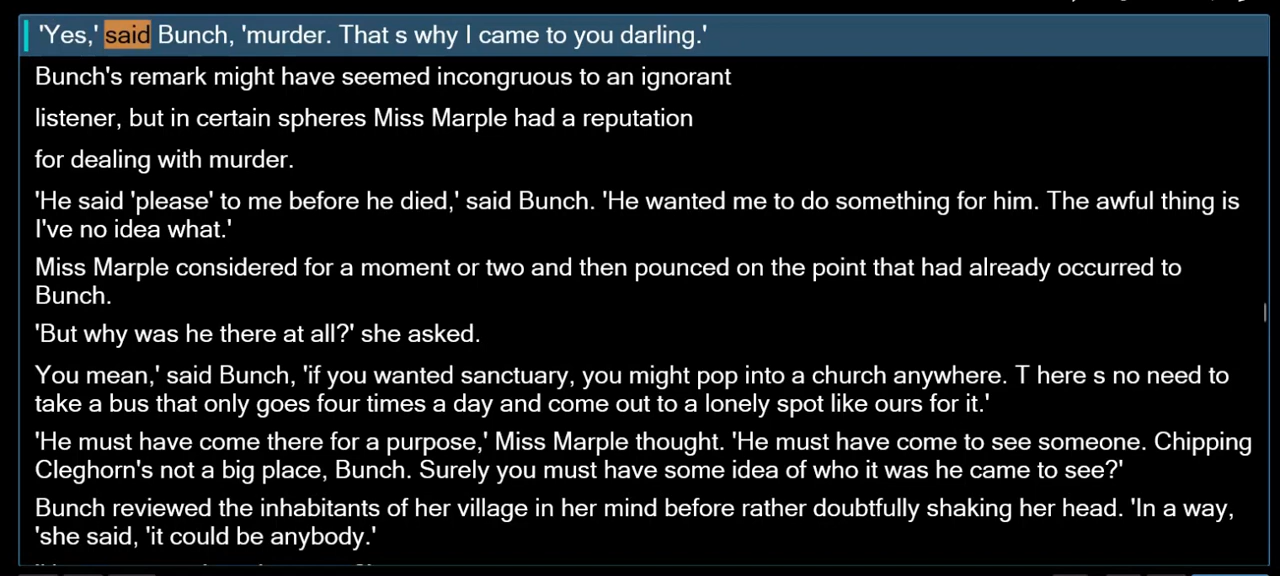 'Yes,' said Bunch, 'murder. That s why I came to you darling.'
Bunch's remark might have seemed incongruous to an ignorant
listener, but in certain spheres Miss Marple had a reputation
for dealing with murder.
'He said 'please' to me before he died,' said Bunch. 'He wanted me to do something for him. The awful thing is
I've no idea what.'
Miss Marple considered for a moment or two and then pounced on the point that had already occurred to
Bunch.
'But why was he there at all?' she asked.
You mean,' said Bunch, 'if you wanted sanctuary, you might pop into a church anywhere. T here s no need to
take a bus that only goes four times a day and come out to a lonely spot like ours for it.'
'He must have come there for a purpose,' Miss Marple thought. 'He must have come to see someone. Chipping
Cleghorn's not a big place, Bunch. Surely you must have some idea of who it was he came to see?'
Bunch reviewed the inhabitants of her village in her mind before rather doubtfully shaking her head. 'In a way,
'she said, 'it could be anybody.'